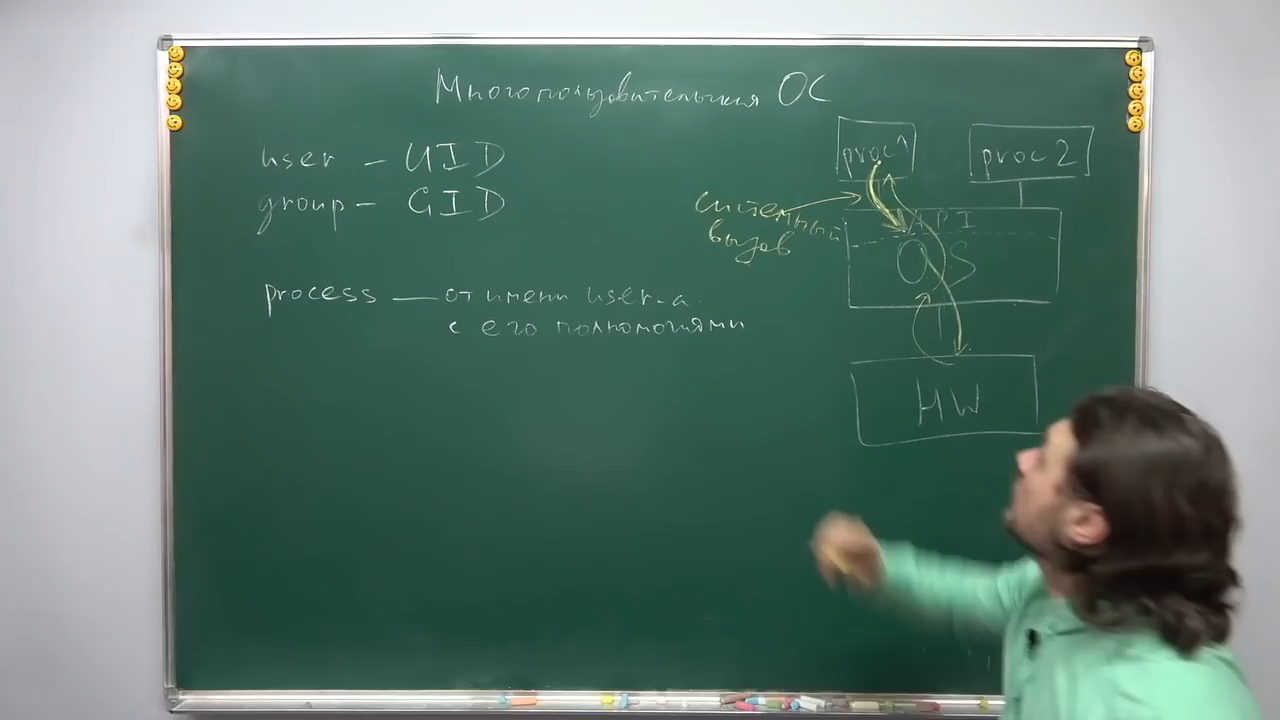 Многопользовательская ОС
user - UID
group - GID
process — от имени user-а
с его полномочиями
proc 1
proc 2
системный
вызов
API
OS
HW